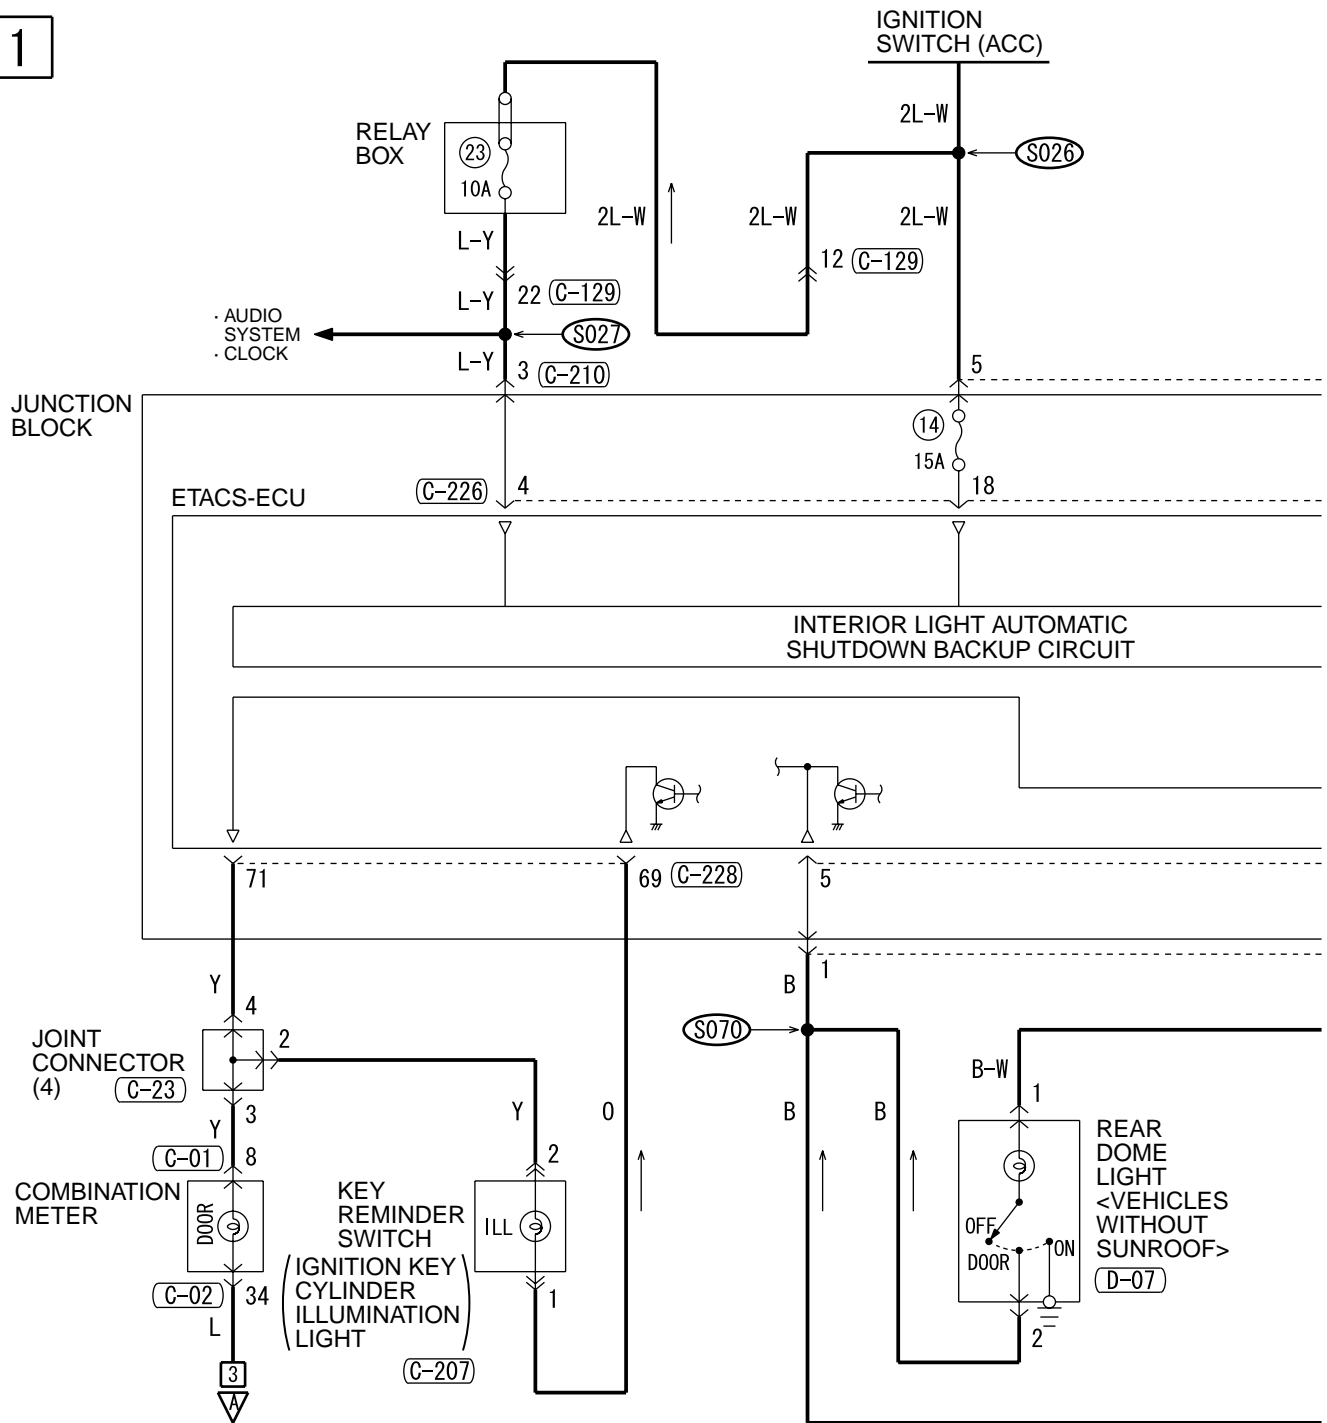 1
IGNITION
SWITCH (ACC)
2L-W
RELAY
BOX
23
10A
S026
2L-W
2L-W
2L-W
L-Y
12 C-129
L-Y
22 C-129
· AUDIO
SYSTEM
· CLOCK
S027
L-Y
3 C-210
5
JUNCTION
BLOCK
14
15A
ETACS-ECU
C-226
4
18
INTERIOR LIGHT AUTOMATIC
SHUTDOWN BACKUP CIRCUIT
71
69 C-228
5
Y
B
1
4
JOINT
CONNECTOR
(4)
C-23
2
S070
B-W
1
3
Y
Y
O
B
B
C-01
8
2
COMBINATION
METER
DOOR
KEY
REMINDER
SWITCH
(IGNITION KEY
CYLINDER
ILLUMINATION
LIGHT)
ILL
REAR
DOME
LIGHT
<VEHICLES
WITHOUT
SUNROOF>
D-07
OFF
DOOR
ON
C-02
34
1
L
2
C-207
3
A